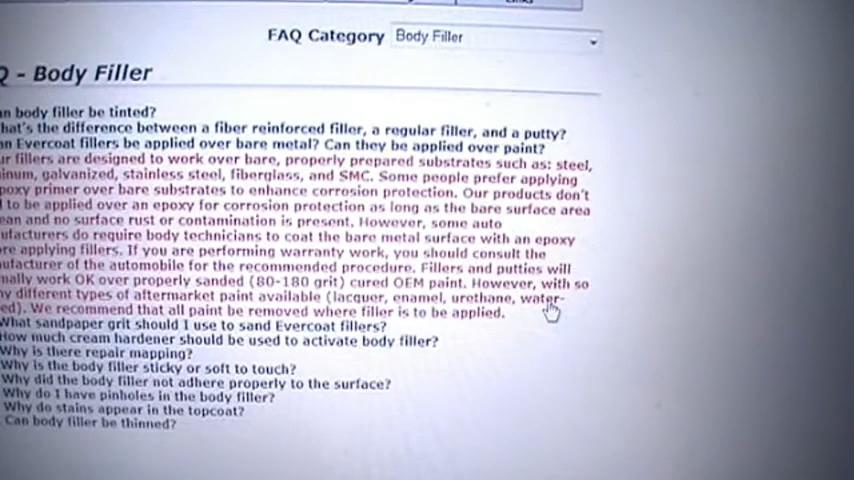 FAQ Category Body Filler
Q - Body Filler
an body filler be tinted?
hat's the difference between a fiber reinforced filler, a regular filler, and a putty?
an Evercoat fillers be applied over bare metal? Can they be applied over paint?
ur fillers are designed to work over bare, properly prepared substrates such as: steel,
inum, galvanized, stainless steel, fiberglass, and SMC. Some people prefer applying
poxy primer over bare substrates to enhance corrosion protection. Our products don't
d to be applied over an epoxy for corrosion protection as long as the bare surface area
ean and no surface rust or contamination is present. However, some auto
ufacturers do require body technicians to coat the bare metal surface with an epoxy
re applying fillers. If you are performing warranty work, you should consult the
ufacturer of the automobile for the recommended procedure. Fillers and putties will
mally work OK over properly sanded (80-180 grit) cured OEM paint. However, with so
ny different types of aftermarket paint available (lacquer, enamel, urethane, water-
ed). We recommend that all paint be removed where filler is to be applied.
What sandpaper grit should I use to sand Evercoat fillers?
How much cream hardener should be used to activate body filler?
Why is there repair mapping?
Why is the body filler sticky or soft to touch?
Why did the body filler not adhere properly to the surface?
Why do I have pinholes in the body filler?
Why do stains appear in the topcoat?
Can body filler be thinned?